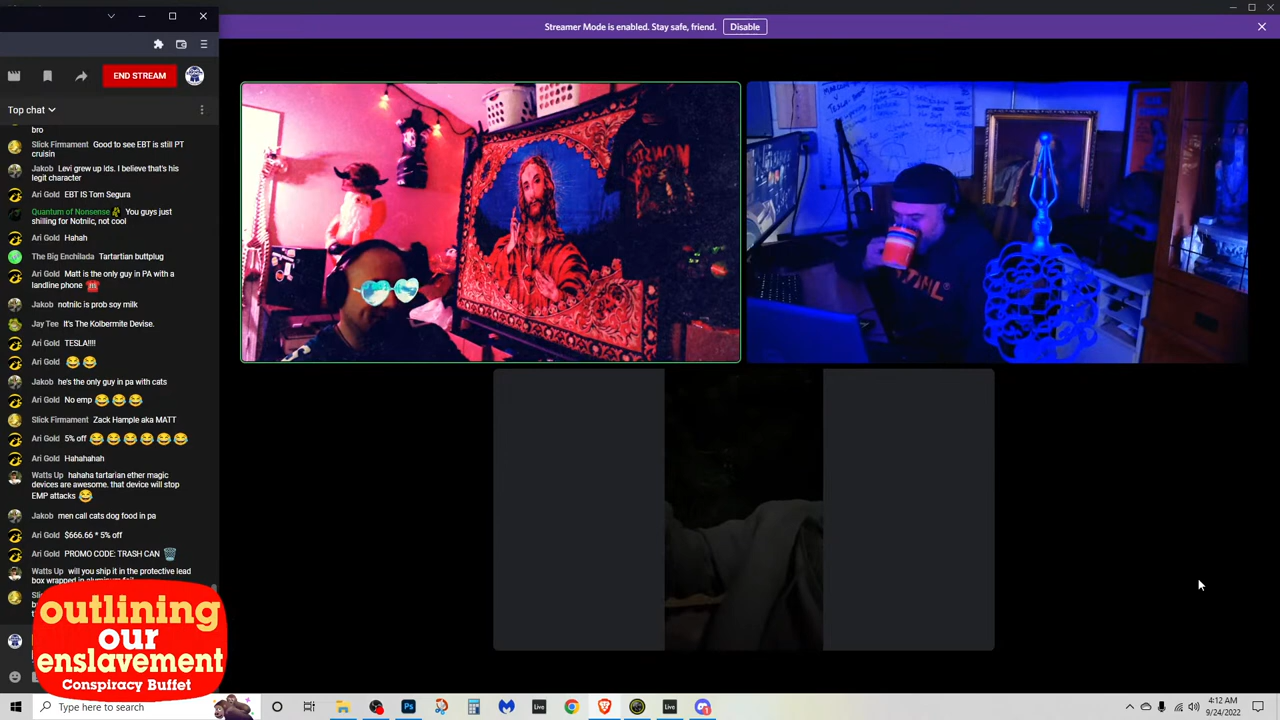 Streamer Mode is enabled. Stay safe, friend.
Disable
END STREAM
Top chat
bro
Slick Firmament Good to see EBT is still PT
cruisin
Jakob Levi grew up lds. I believe that's his
legit character
Ari Gold EBT IS Tom Segura
Quantum of Nonsense You guys just
shilling for Notnilc, not cool
Ari Gold Hahah
The Big Enchilada Tartartian buttplug
Ari Gold Matt is the only guy in PA with a
landline phone ☎️
Jakob notnilc is prob soy milk
Jay Tee It's The Kolbermite Devise.
Ari Gold TESLA!!!!
Ari Gold 😂😂
Jakob he's the only guy in pa with cats
Ari Gold No emp 😂😂😂
Slick Firmament Zack Hample aka MATT
Ari Gold 5% off 😂😂😂😂😂😂
Ari Gold Hahahahah
Watts Up hahaha tartarian ether magic
devices are awesome. that device will stop
EMP attacks 😂
Jakob men call cats dog food in pa
Ari Gold $666.66 * 5% off
Ari Gold PROMO CODE: TRASH CAN 🗑️
Watts Up will you ship it in the protective lead
box wrapped in aluminum foil
outlining
our
enslavement
Conspiracy Buffet
Type here to search
Live
Live
4:12 AM
9/24/2022